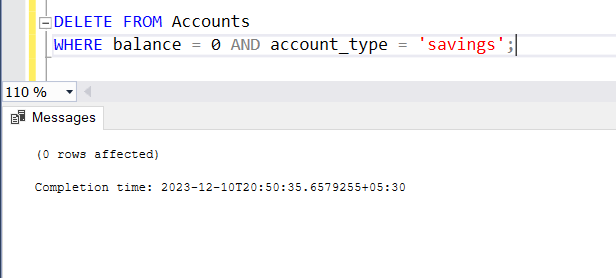 DELETE FROM Accounts
WHERE balance = 0 AND account_type = 'savings';
110 %
Messages
(0 rows affected)
Completion time: 2023-12-10T20:50:35.6579255+05:30